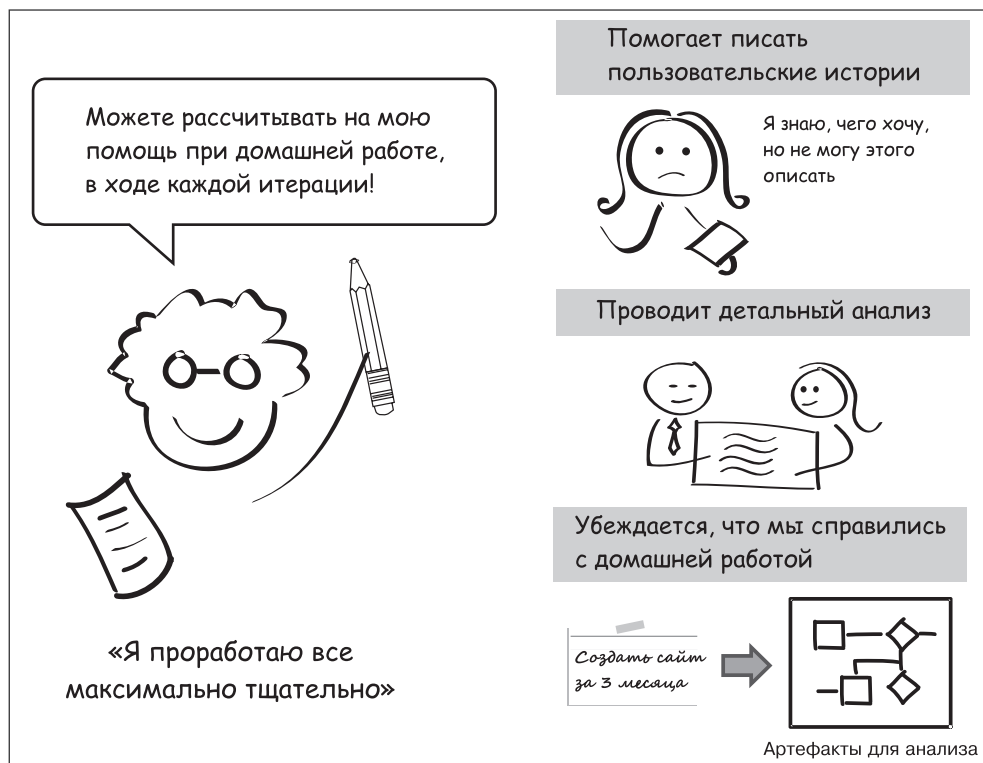 Можете рассчитывать на мою
помощь при домашней работе,
в ходе каждой итерации!
«Я проработаю все
максимально тщательно»
Помогает писать
пользовательские истории
Я знаю, чего хочу,
но не могу этого
описать
Проводит детальный анализ
Убеждается, что мы справились
с домашней работой
Создать сайт
за 3 месяца
Артефакты для анализа